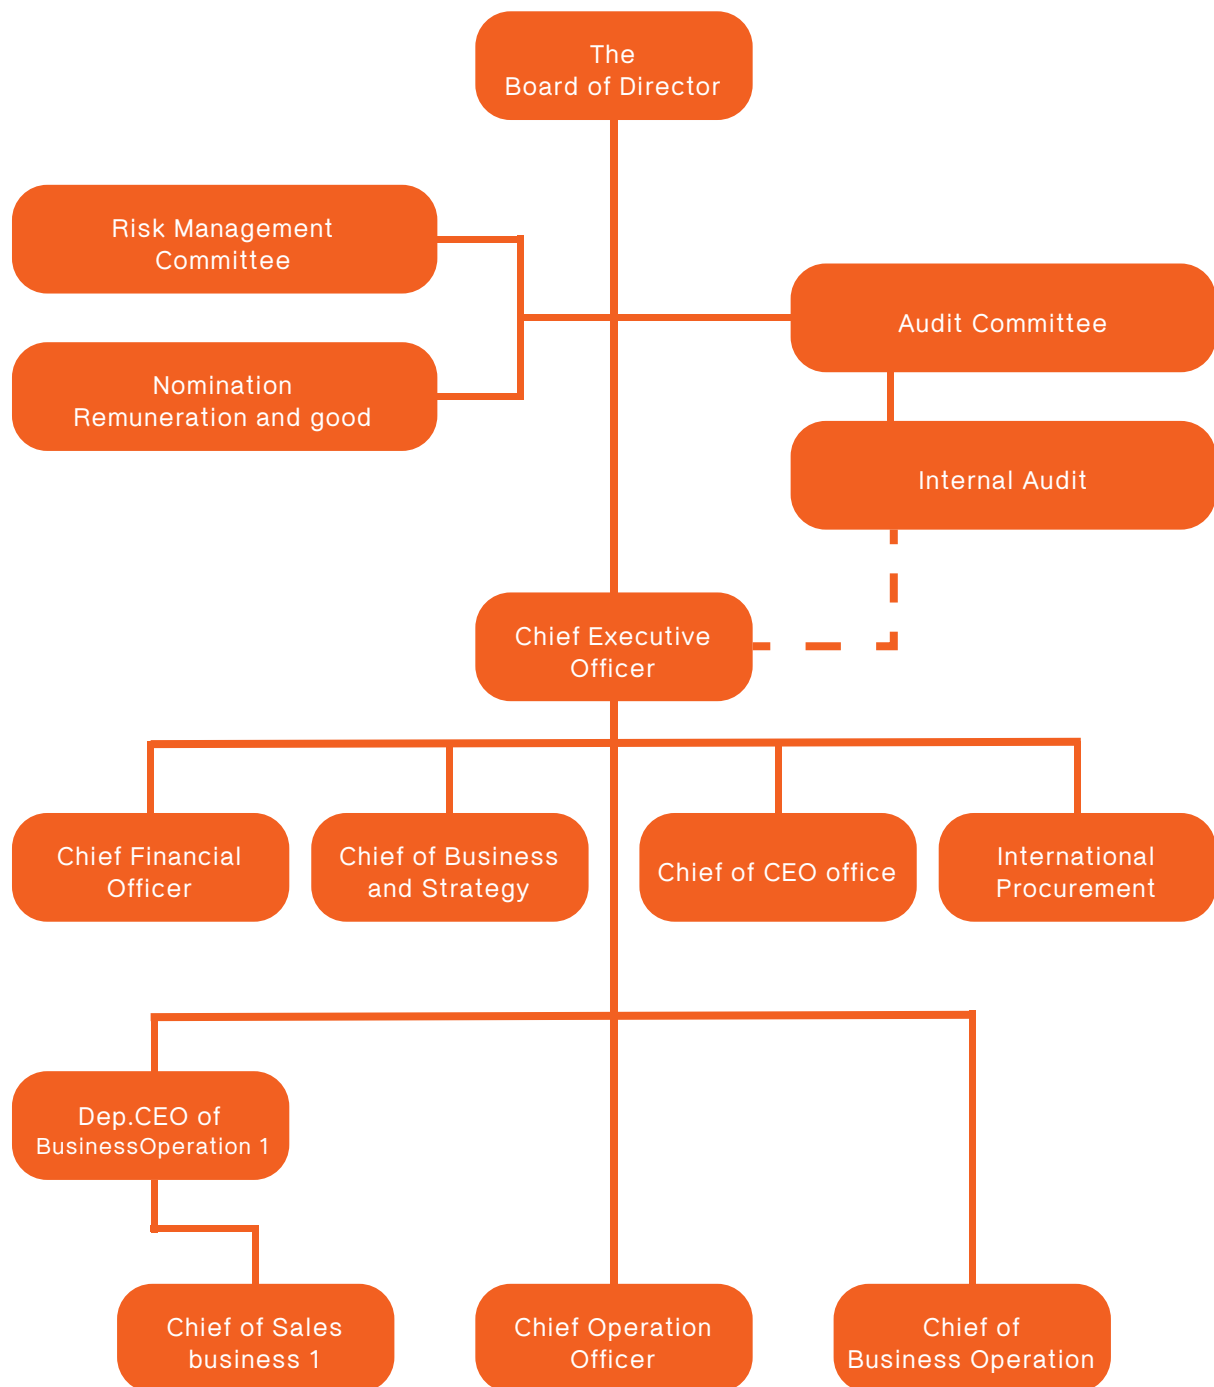 The
Board of Director
Risk Management
Committee
Audit Committee
Nomination
Remuneration and good
Internal Audit
Chief Executive
Officer
Chief Financial
Officer
Chief of Business
and Strategy
Chief of CEO office
International
Procurement
Dep.CEO of
BusinessOperation 1
Chief of Sales
business 1
Chief Operation
Officer
Chief of
Business Operation